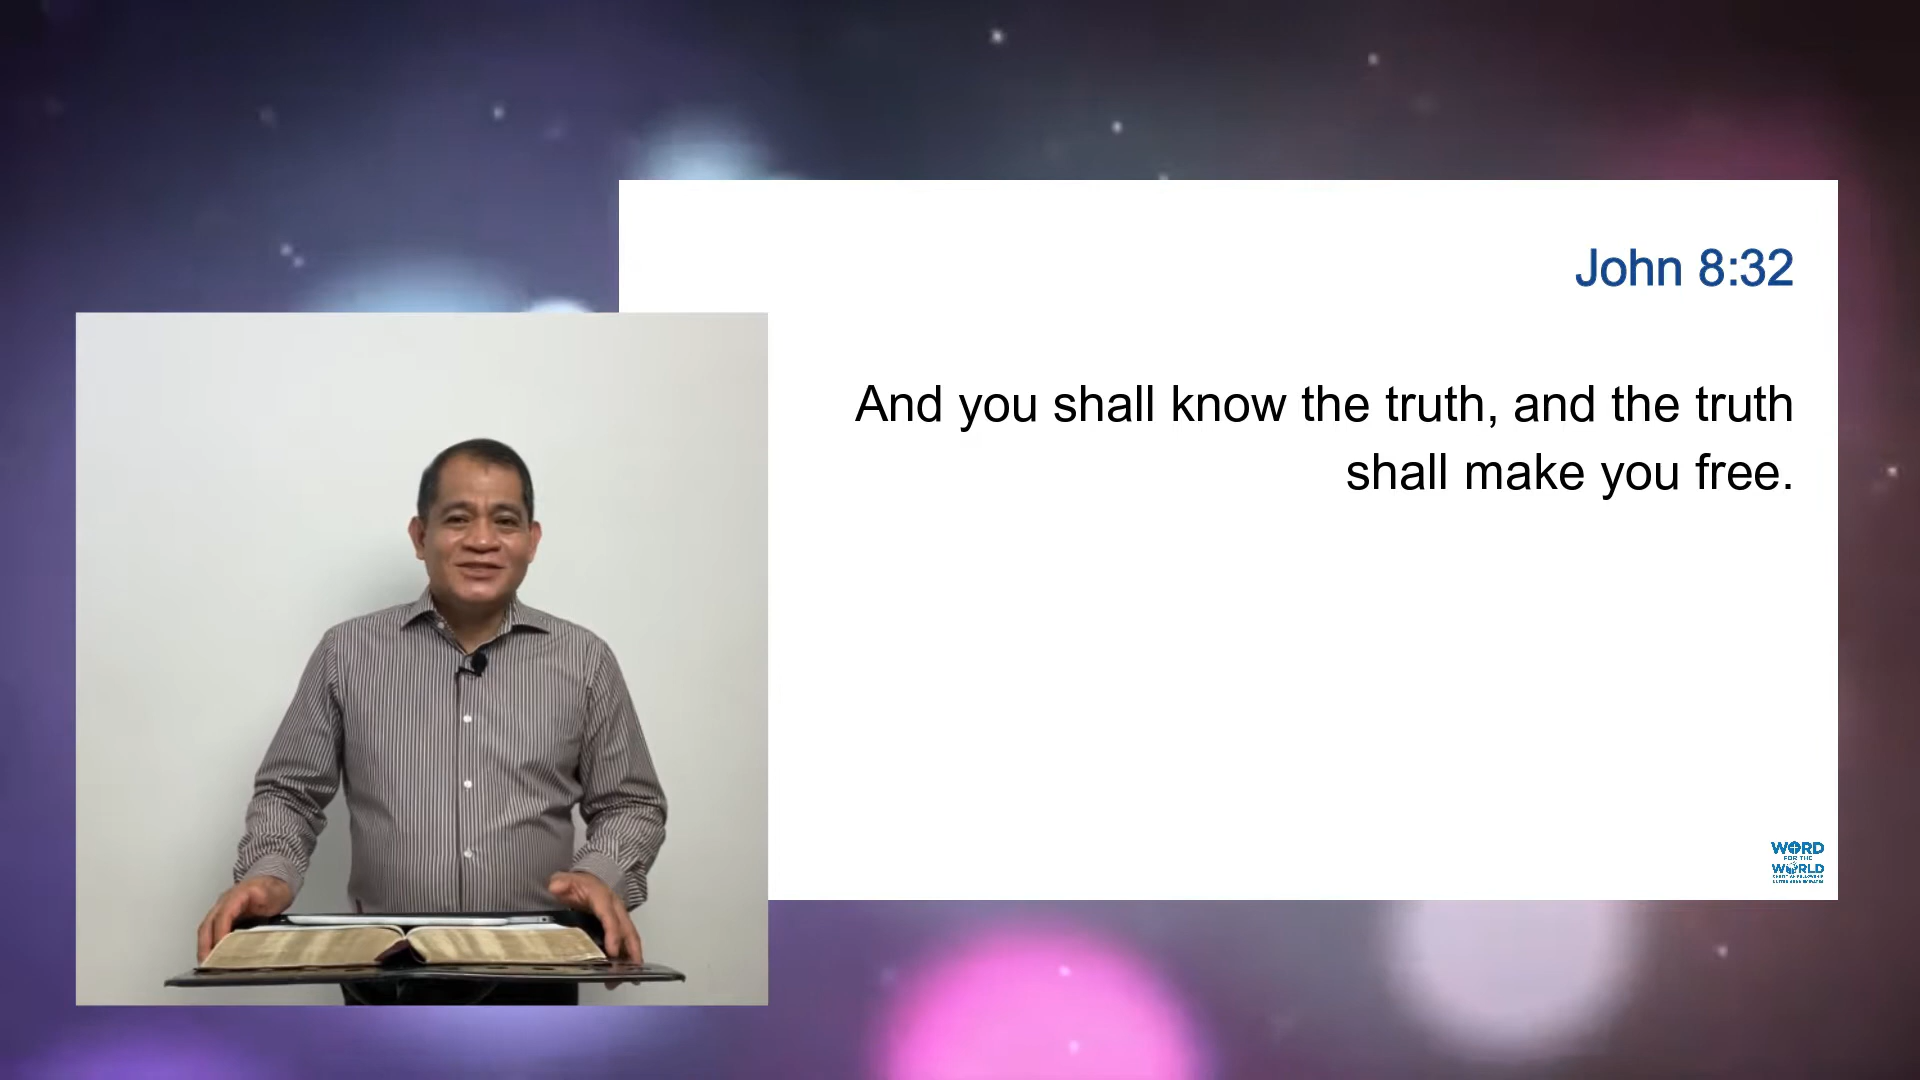 John 8:32
And you shall know the truth, and the truth
shall make you free.
WORD
FOR THE
WORLD